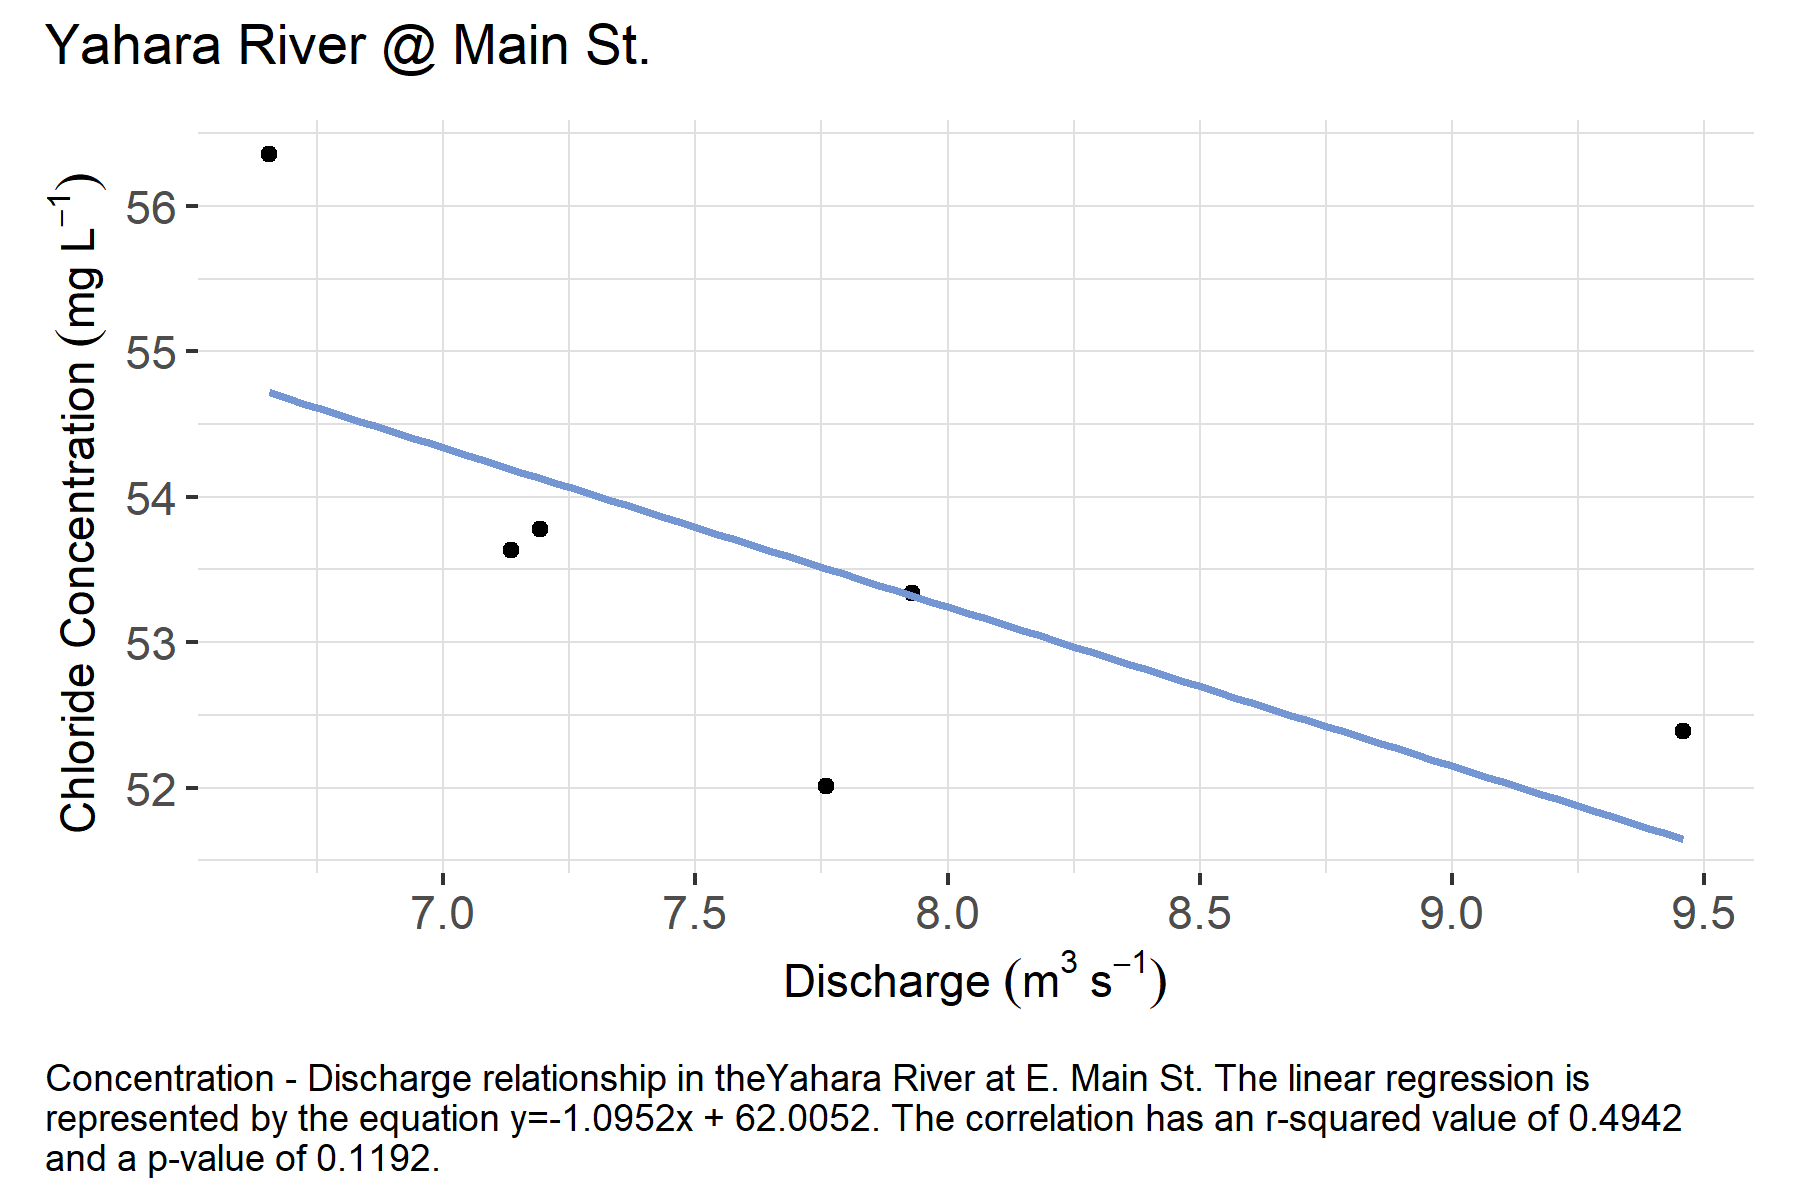 Yahara River @ Main St.
Chloride Concentration (mg L⁻¹)
56
55
54
53
52
7.0 7.5 8.0 8.5 9.0 9.5
Discharge (m³ s⁻¹)
Concentration - Discharge relationship in theYahara River at E. Main St. The linear regression is
represented by the equation y=-1.0952x + 62.0052. The correlation has an r-squared value of 0.4942
and a p-value of 0.1192.